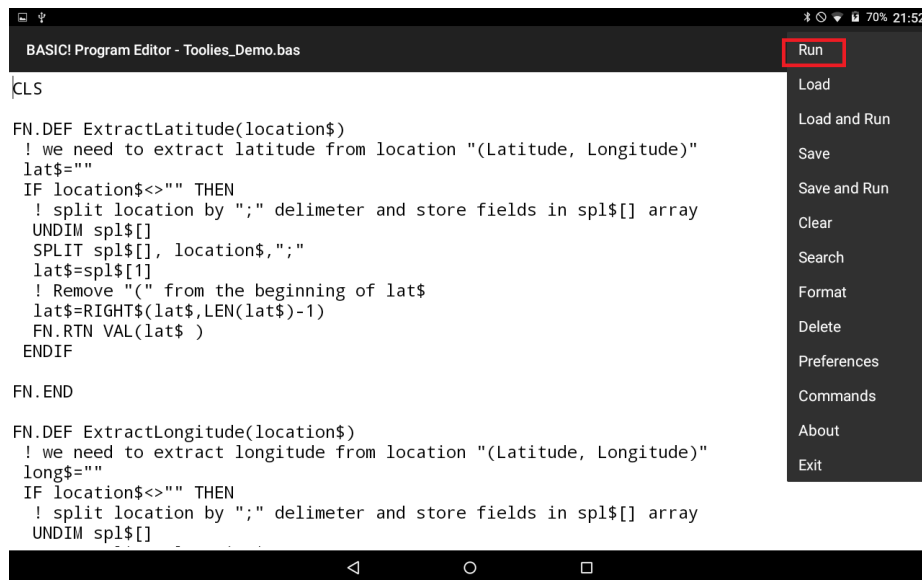 70% 21:52
BASIC! Program Editor - Toolies_Demo.bas
CLS
FN.DEF ExtractLatitude(location$)
! we need to extract latitude from location "(Latitude, Longitude)"
lat$=""
IF location$<>"" THEN
! split location by ";" delimeter and store fields in spl$[] array
UNDIM spl$[]
SPLIT spl$[], location$,";"
lat$=spl$[1]
! Remove "(" from the beginning of lat$
lat$=RIGHT$(lat$,LEN(lat$)-1)
FN.RTN VAL(lat$ )
ENDIF
FN.END
FN.DEF ExtractLongitude(location$)
! we need to extract longitude from location "(Latitude, Longitude)"
long$=""
IF location$<>"" THEN
! split location by ";" delimeter and store fields in spl$[] array
UNDIM spl$[]
Run
Load
Load and Run
Save
Save and Run
Clear
Search
Format
Delete
Preferences
Commands
About
Exit